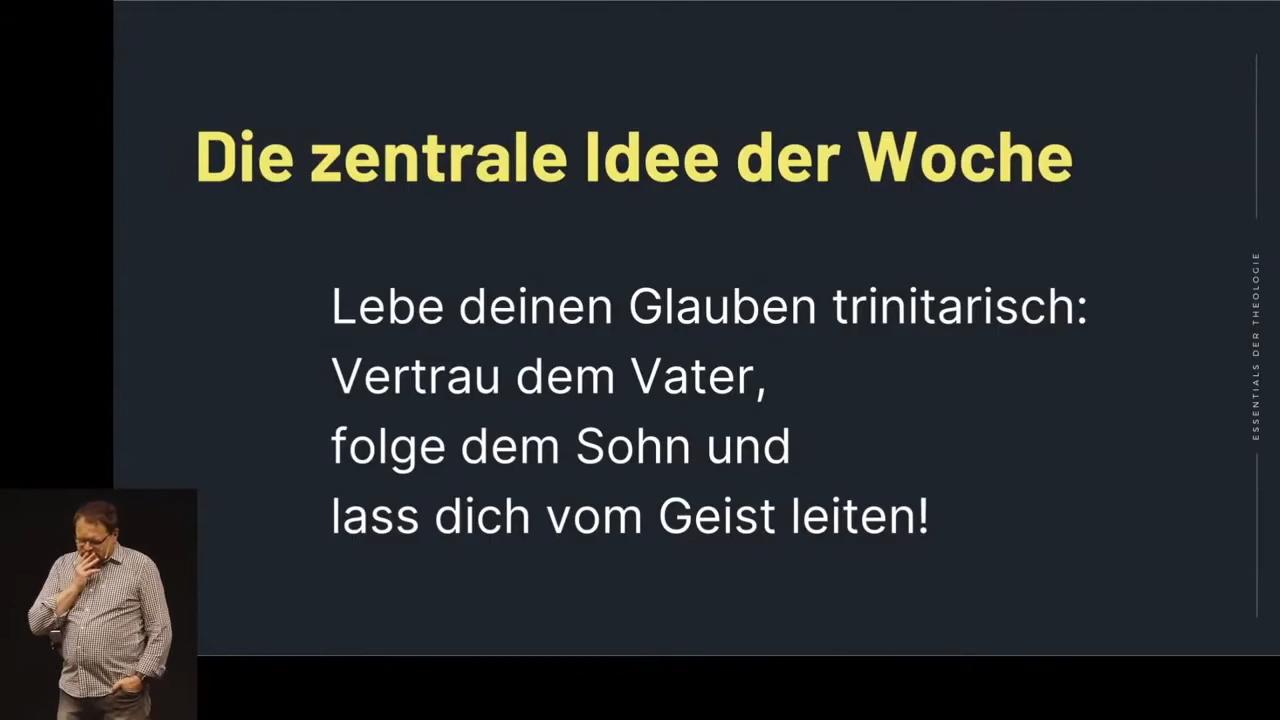 Die zentrale Idee der Woche
Lebe deinen Glauben trinitarisch:
Vertrau dem Vater,
folge dem Sohn und
lass dich vom Geist leiten!
ESSENTIALS DER THEOLOGIE